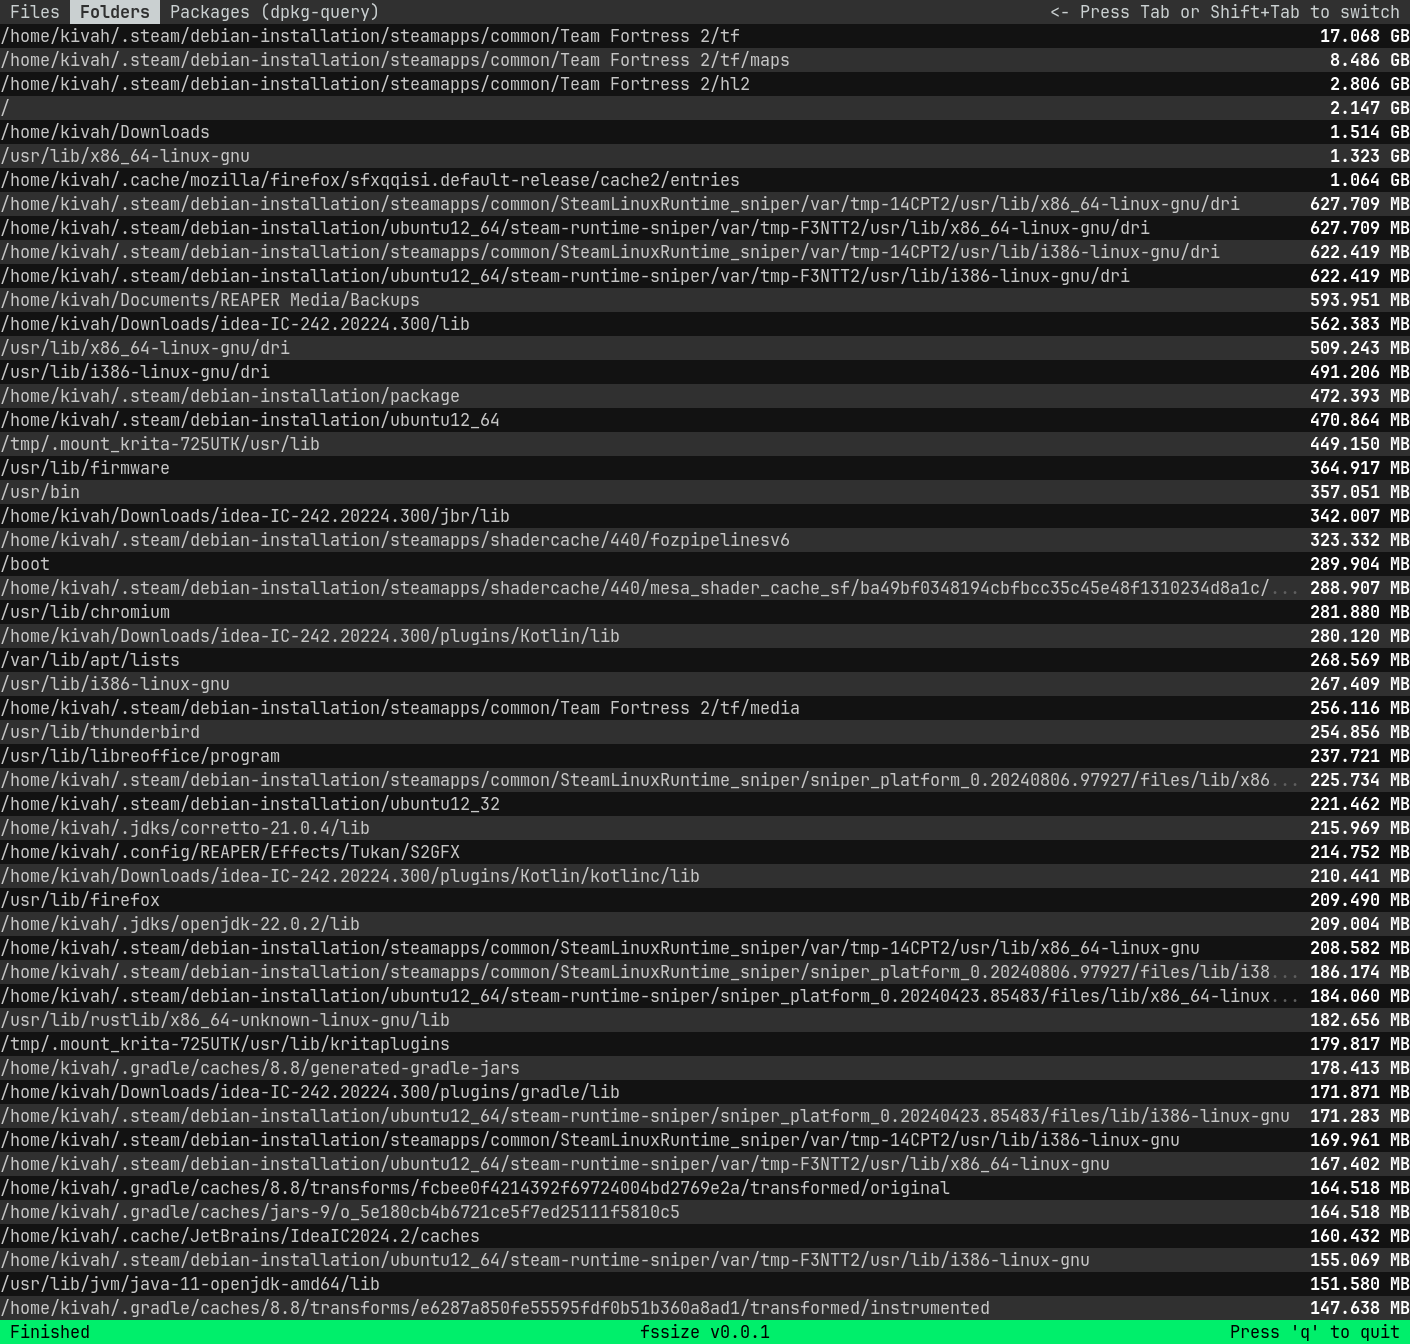 Files Folders Packages (dpkg-query) <- Press Tab or Shift+Tab to switch
/home/kivah/.steam/debian-installation/steamapps/common/Team Fortress 2/tf 17.068 GB
/home/kivah/.steam/debian-installation/steamapps/common/Team Fortress 2/tf/maps 8.486 GB
/home/kivah/.steam/debian-installation/steamapps/common/Team Fortress 2/hl2 2.806 GB
/ 2.147 GB
/home/kivah/Downloads 1.514 GB
/usr/lib/x86_64-linux-gnu 1.323 GB
/home/kivah/.cache/mozilla/firefox/sfxqqisi.default-release/cache2/entries 1.064 GB
/home/kivah/.steam/debian-installation/steamapps/common/SteamLinuxRuntime_sniper/var/tmp-14CPT2/usr/lib/x86_64-linux-gnu/dri 627.709 MB
/home/kivah/.steam/debian-installation/ubuntu12_64/steam-runtime-sniper/var/tmp-F3NTT2/usr/lib/x86_64-linux-gnu/dri 627.709 MB
/home/kivah/.steam/debian-installation/steamapps/common/SteamLinuxRuntime_sniper/var/tmp-14CPT2/usr/lib/i386-linux-gnu/dri 622.419 MB
/home/kivah/.steam/debian-installation/ubuntu12_64/steam-runtime-sniper/var/tmp-F3NTT2/usr/lib/i386-linux-gnu/dri 622.419 MB
/home/kivah/Documents/REAPER Media/Backups 593.951 MB
/home/kivah/Downloads/idea-IC-242.20224.300/lib 562.383 MB
/usr/lib/x86_64-linux-gnu/dri 509.243 MB
/usr/lib/i386-linux-gnu/dri 491.206 MB
/home/kivah/.steam/debian-installation/package 472.393 MB
/home/kivah/.steam/debian-installation/ubuntu12_64 470.864 MB
/tmp/.mount_krita-725UTK/usr/lib 449.150 MB
/usr/lib/firmware 364.917 MB
/usr/bin 357.051 MB
/home/kivah/Downloads/idea-IC-242.20224.300/jbr/lib 342.007 MB
/home/kivah/.steam/debian-installation/steamapps/shadercache/440/fozpipelinesv6 323.332 MB
/boot 289.904 MB
/home/kivah/.steam/debian-installation/steamapps/shadercache/440/mesa_shader_cache_sf/ba49bf0348194cbfbcc35c45e48f1310234d8a1c/... 288.907 MB
/usr/lib/chromium 281.880 MB
/home/kivah/Downloads/idea-IC-242.20224.300/plugins/Kotlin/lib 280.120 MB
/var/lib/apt/lists 268.569 MB
/usr/lib/i386-linux-gnu 267.409 MB
/home/kivah/.steam/debian-installation/steamapps/common/Team Fortress 2/tf/media 256.116 MB
/usr/lib/thunderbird 254.856 MB
/usr/lib/libreoffice/program 237.721 MB
/home/kivah/.steam/debian-installation/steamapps/common/SteamLinuxRuntime_sniper/sniper_platform_0.20240806.97927/files/lib/x86... 225.734 MB
/home/kivah/.steam/debian-installation/ubuntu12_32 221.462 MB
/home/kivah/.jdks/corretto-21.0.4/lib 215.969 MB
/home/kivah/.config/REAPER/Effects/Tukan/S2GFX 214.752 MB
/home/kivah/Downloads/idea-IC-242.20224.300/plugins/Kotlin/kotlinc/lib 210.441 MB
/usr/lib/firefox 209.490 MB
/home/kivah/.jdks/openjdk-22.0.2/lib 209.004 MB
/home/kivah/.steam/debian-installation/steamapps/common/SteamLinuxRuntime_sniper/var/tmp-14CPT2/usr/lib/x86_64-linux-gnu 208.582 MB
/home/kivah/.steam/debian-installation/steamapps/common/SteamLinuxRuntime_sniper/sniper_platform_0.20240806.97927/files/lib/i38... 186.174 MB
/home/kivah/.steam/debian-installation/ubuntu12_64/steam-runtime-sniper/sniper_platform_0.20240423.85483/files/lib/x86_64-linux... 184.060 MB
/usr/lib/rustlib/x86_64-unknown-linux-gnu/lib 182.656 MB
/tmp/.mount_krita-725UTK/usr/lib/kritaplugins 179.817 MB
/home/kivah/.gradle/caches/8.8/generated-gradle-jars 178.413 MB
/home/kivah/Downloads/idea-IC-242.20224.300/plugins/gradle/lib 171.871 MB
/home/kivah/.steam/debian-installation/ubuntu12_64/steam-runtime-sniper/sniper_platform_0.20240423.85483/files/lib/i386-linux-gnu 171.283 MB
/home/kivah/.steam/debian-installation/steamapps/common/SteamLinuxRuntime_sniper/var/tmp-14CPT2/usr/lib/i386-linux-gnu 169.961 MB
/home/kivah/.steam/debian-installation/ubuntu12_64/steam-runtime-sniper/var/tmp-F3NTT2/usr/lib/x86_64-linux-gnu 167.402 MB
/home/kivah/.gradle/caches/8.8/transforms/fcbee0f4214392f69724004bd2769e2a/transformed/original 164.518 MB
/home/kivah/.gradle/caches/jars-9/o_5e180cb4b6721ce5f7ed25111f5810c5 164.518 MB
/home/kivah/.cache/JetBrains/IdeaIC2024.2/caches 160.432 MB
/home/kivah/.steam/debian-installation/ubuntu12_64/steam-runtime-sniper/var/tmp-F3NTT2/usr/lib/i386-linux-gnu 155.069 MB
/usr/lib/jvm/java-11-openjdk-amd64/lib 151.580 MB
/home/kivah/.gradle/caches/8.8/transforms/e6287a850fe55595fdf0b51b360a8ad1/transformed/instrumented 147.638 MB
Finished fssize v0.0.1 Press 'q' to quit